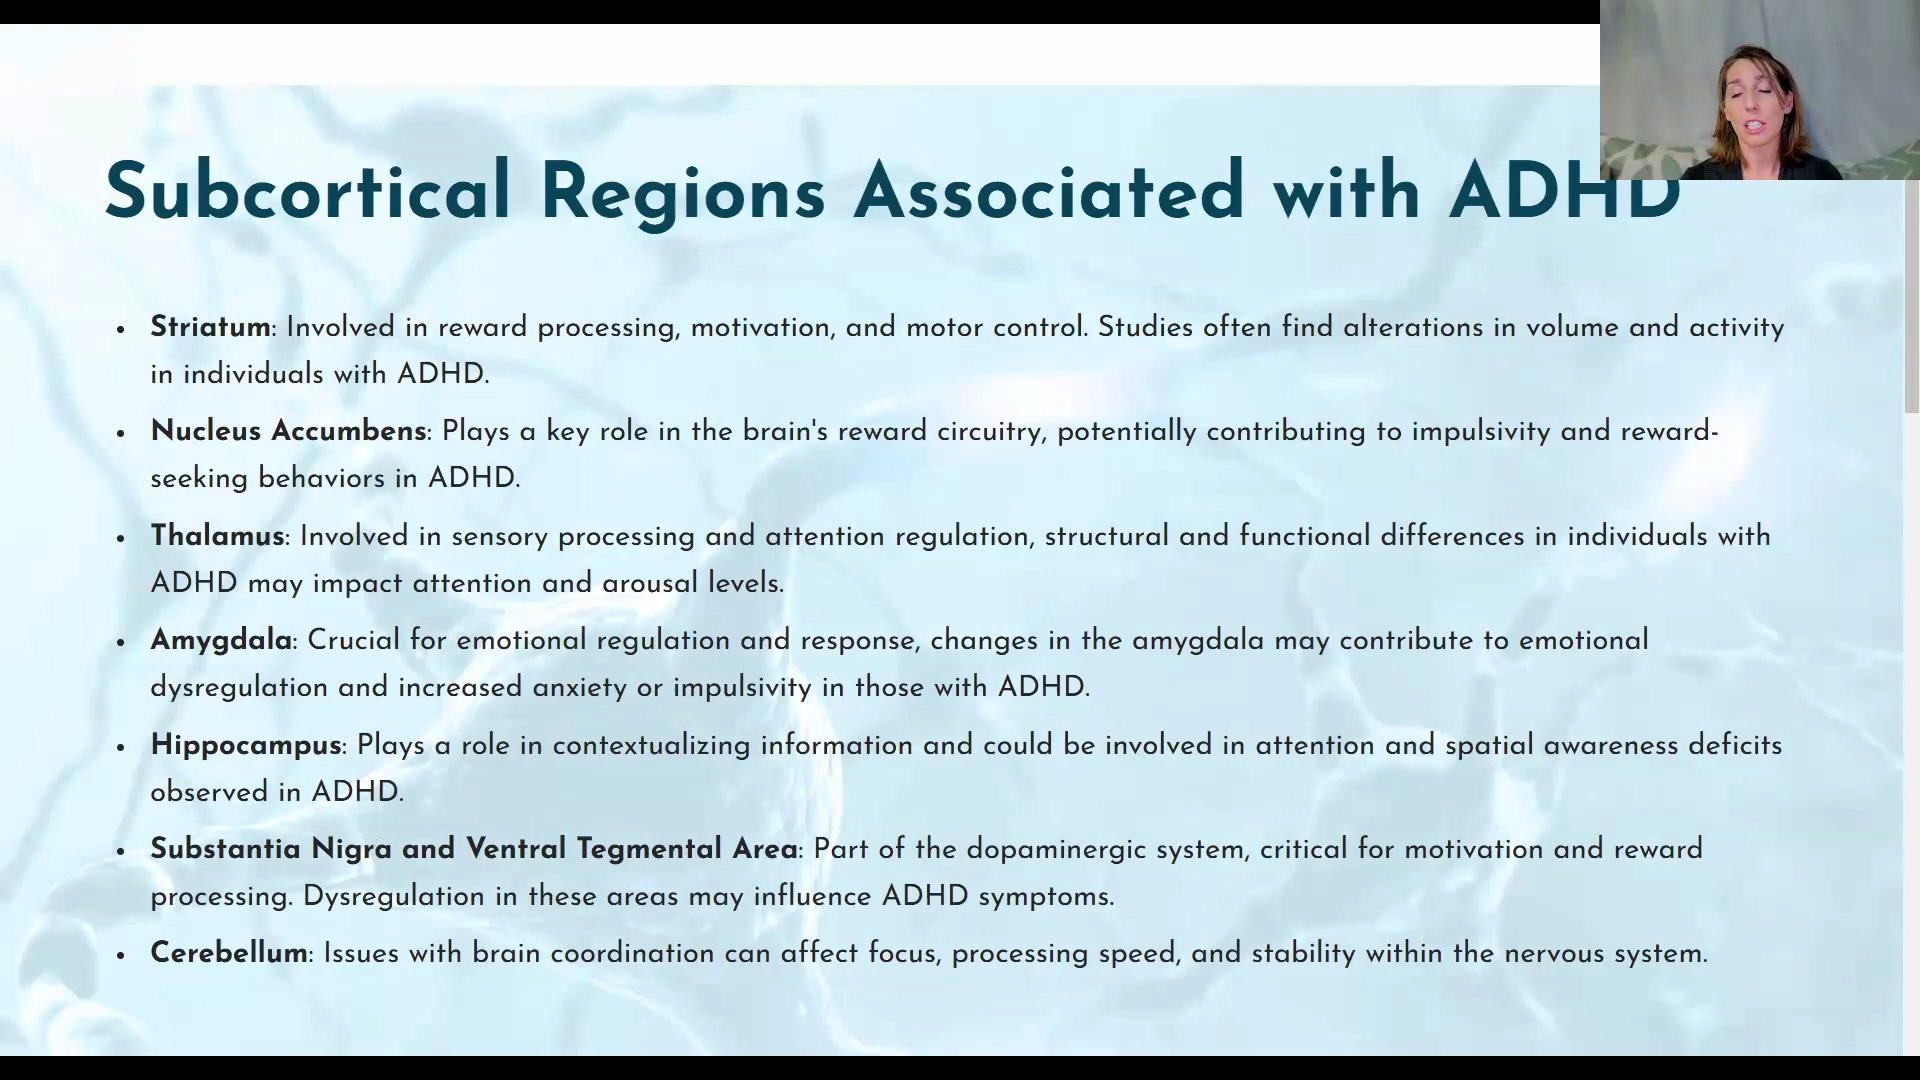 Subcortical Regions Associated with ADHD
• Striatum: Involved in reward processing, motivation, and motor control. Studies often find alterations in volume and activity
in individuals with ADHD.
• Nucleus Accumbens: Plays a key role in the brain's reward circuitry, potentially contributing to impulsivity and reward-
seeking behaviors in ADHD.
• Thalamus: Involved in sensory processing and attention regulation, structural and functional differences in individuals with
ADHD may impact attention and arousal levels.
• Amygdala: Crucial for emotional regulation and response, changes in the amygdala may contribute to emotional
dysregulation and increased anxiety or impulsivity in those with ADHD.
• Hippocampus: Plays a role in contextualizing information and could be involved in attention and spatial awareness deficits
observed in ADHD.
• Substantia Nigra and Ventral Tegmental Area: Part of the dopaminergic system, critical for motivation and reward
processing. Dysregulation in these areas may influence ADHD symptoms.
• Cerebellum: Issues with brain coordination can affect focus, processing speed, and stability within the nervous system.